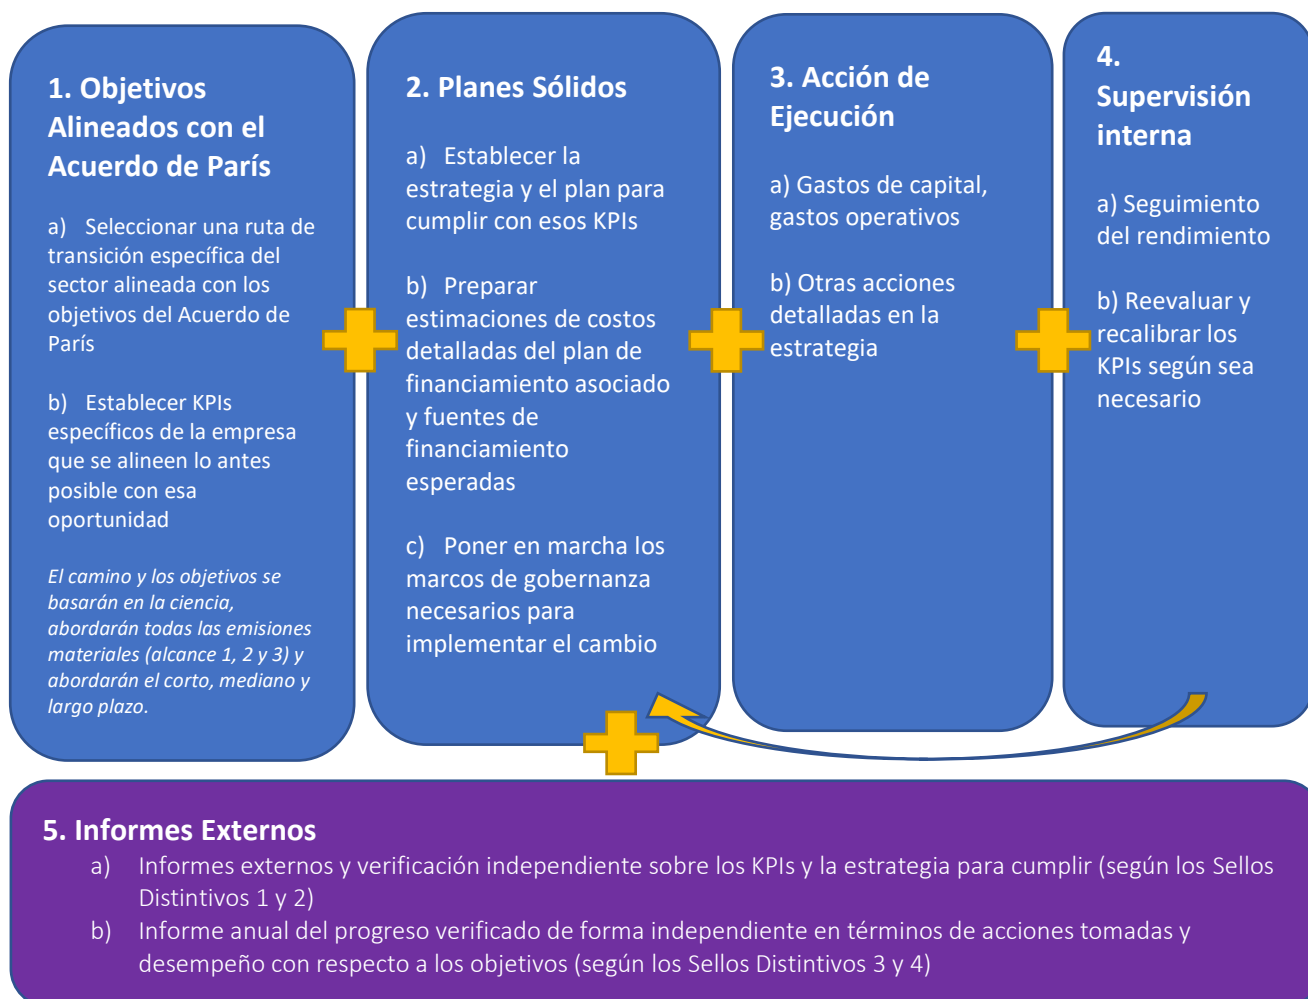 1. Objetivos
Alineados con el
Acuerdo de París
a) Seleccionar una ruta de
transición específica del
sector alineada con los
objetivos del Acuerdo de
París
b) Establecer KPIs
específicos de la empresa
que se alineen lo antes
posible con esa
oportunidad
El camino y los objetivos se
basarán en la ciencia,
abordarán todas las emisiones
materiales (alcance 1, 2 y 3) y
abordarán el corto, mediano y
largo plazo.
2. Planes Sólidos
a) Establecer la
estrategia y el plan para
cumplir con esos KPIs
b) Preparar
estimaciones de costos
detalladas del plan de
financiamiento asociado
y fuentes de
financiamiento
esperadas
c) Poner en marcha los
marcos de gobernanza
necesarios para
implementar el cambio
3. Acción de
Ejecución
a) Gastos de capital,
gastos operativos
b) Otras acciones
detalladas en la
estrategia
4.
Supervisión
interna
a) Seguimiento
del rendimiento
b) Reevaluar y
recalibrar los
KPIs según sea
necesario
5. Informes Externos
a) Informes externos y verificación independiente sobre los KPIs y la estrategia para cumplir (según los Sellos
Distintivos 1 y 2)
b) Informe anual del progreso verificado de forma independiente en términos de acciones tomadas y
desempeño con respecto a los objetivos (según los Sellos Distintivos 3 y 4)